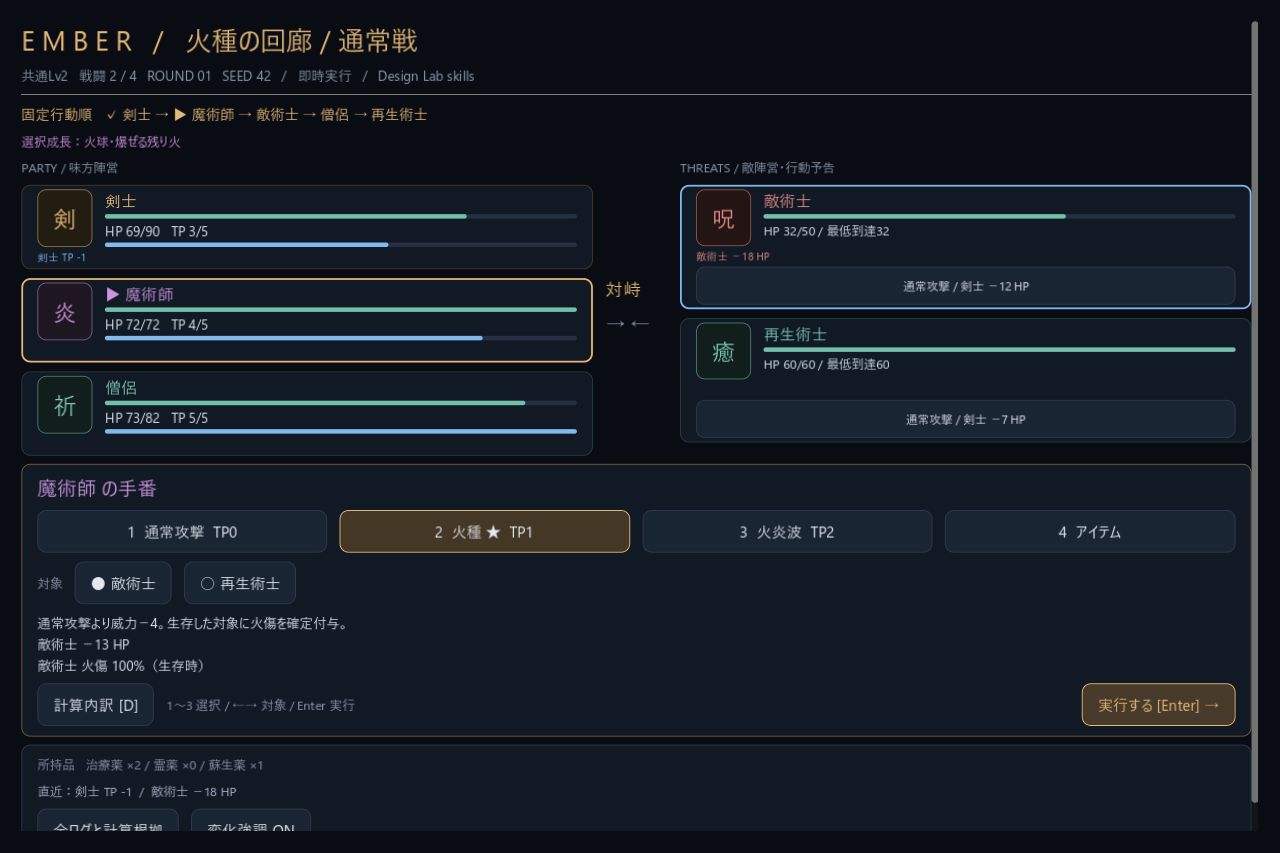 EMBER / 火種の回廊 / 通常戦
共通Lv2 戦闘 2 / 4 ROUND 01 SEED 42 / 即時実行 / Design Lab skills
固定行動順 ✓ 剣士 → ▶ 魔術師 → 敵術士 → 僧侶 → 再生術士
選択成長：火球・爆ぜる残り火
PARTY / 味方陣営
剣
剣士
HP 69/90 TP 3/5
剣士 TP -1
炎
▶ 魔術師
HP 72/72 TP 4/5
祈
僧侶
HP 73/82 TP 5/5
対峙
→ ←
THREATS / 敵陣営・行動予告
呪
敵術士
HP 32/50 / 最低到達32
敵術士 －18 HP
通常攻撃 / 剣士 －12 HP
癒
再生術士
HP 60/60 / 最低到達60
通常攻撃 / 剣士 －7 HP
魔術師 の手番
1 通常攻撃 TP0
2 火種 ★ TP1
3 火炎波 TP2
4 アイテム
対象 ● 敵術士 ○ 再生術士
通常攻撃より威力－4。生存した対象に火傷を確定付与。
敵術士 －13 HP
敵術士 火傷 100%（生存時）
計算内訳 [D] 1〜3 選択 / ←→ 対象 / Enter 実行
実行する [Enter] →
所持品 治療薬 ×2 / 霊薬 ×0 / 蘇生薬 ×1
直近：剣士 TP -1 / 敵術士 －18 HP
全ログと計算根拠
変化強調 ON